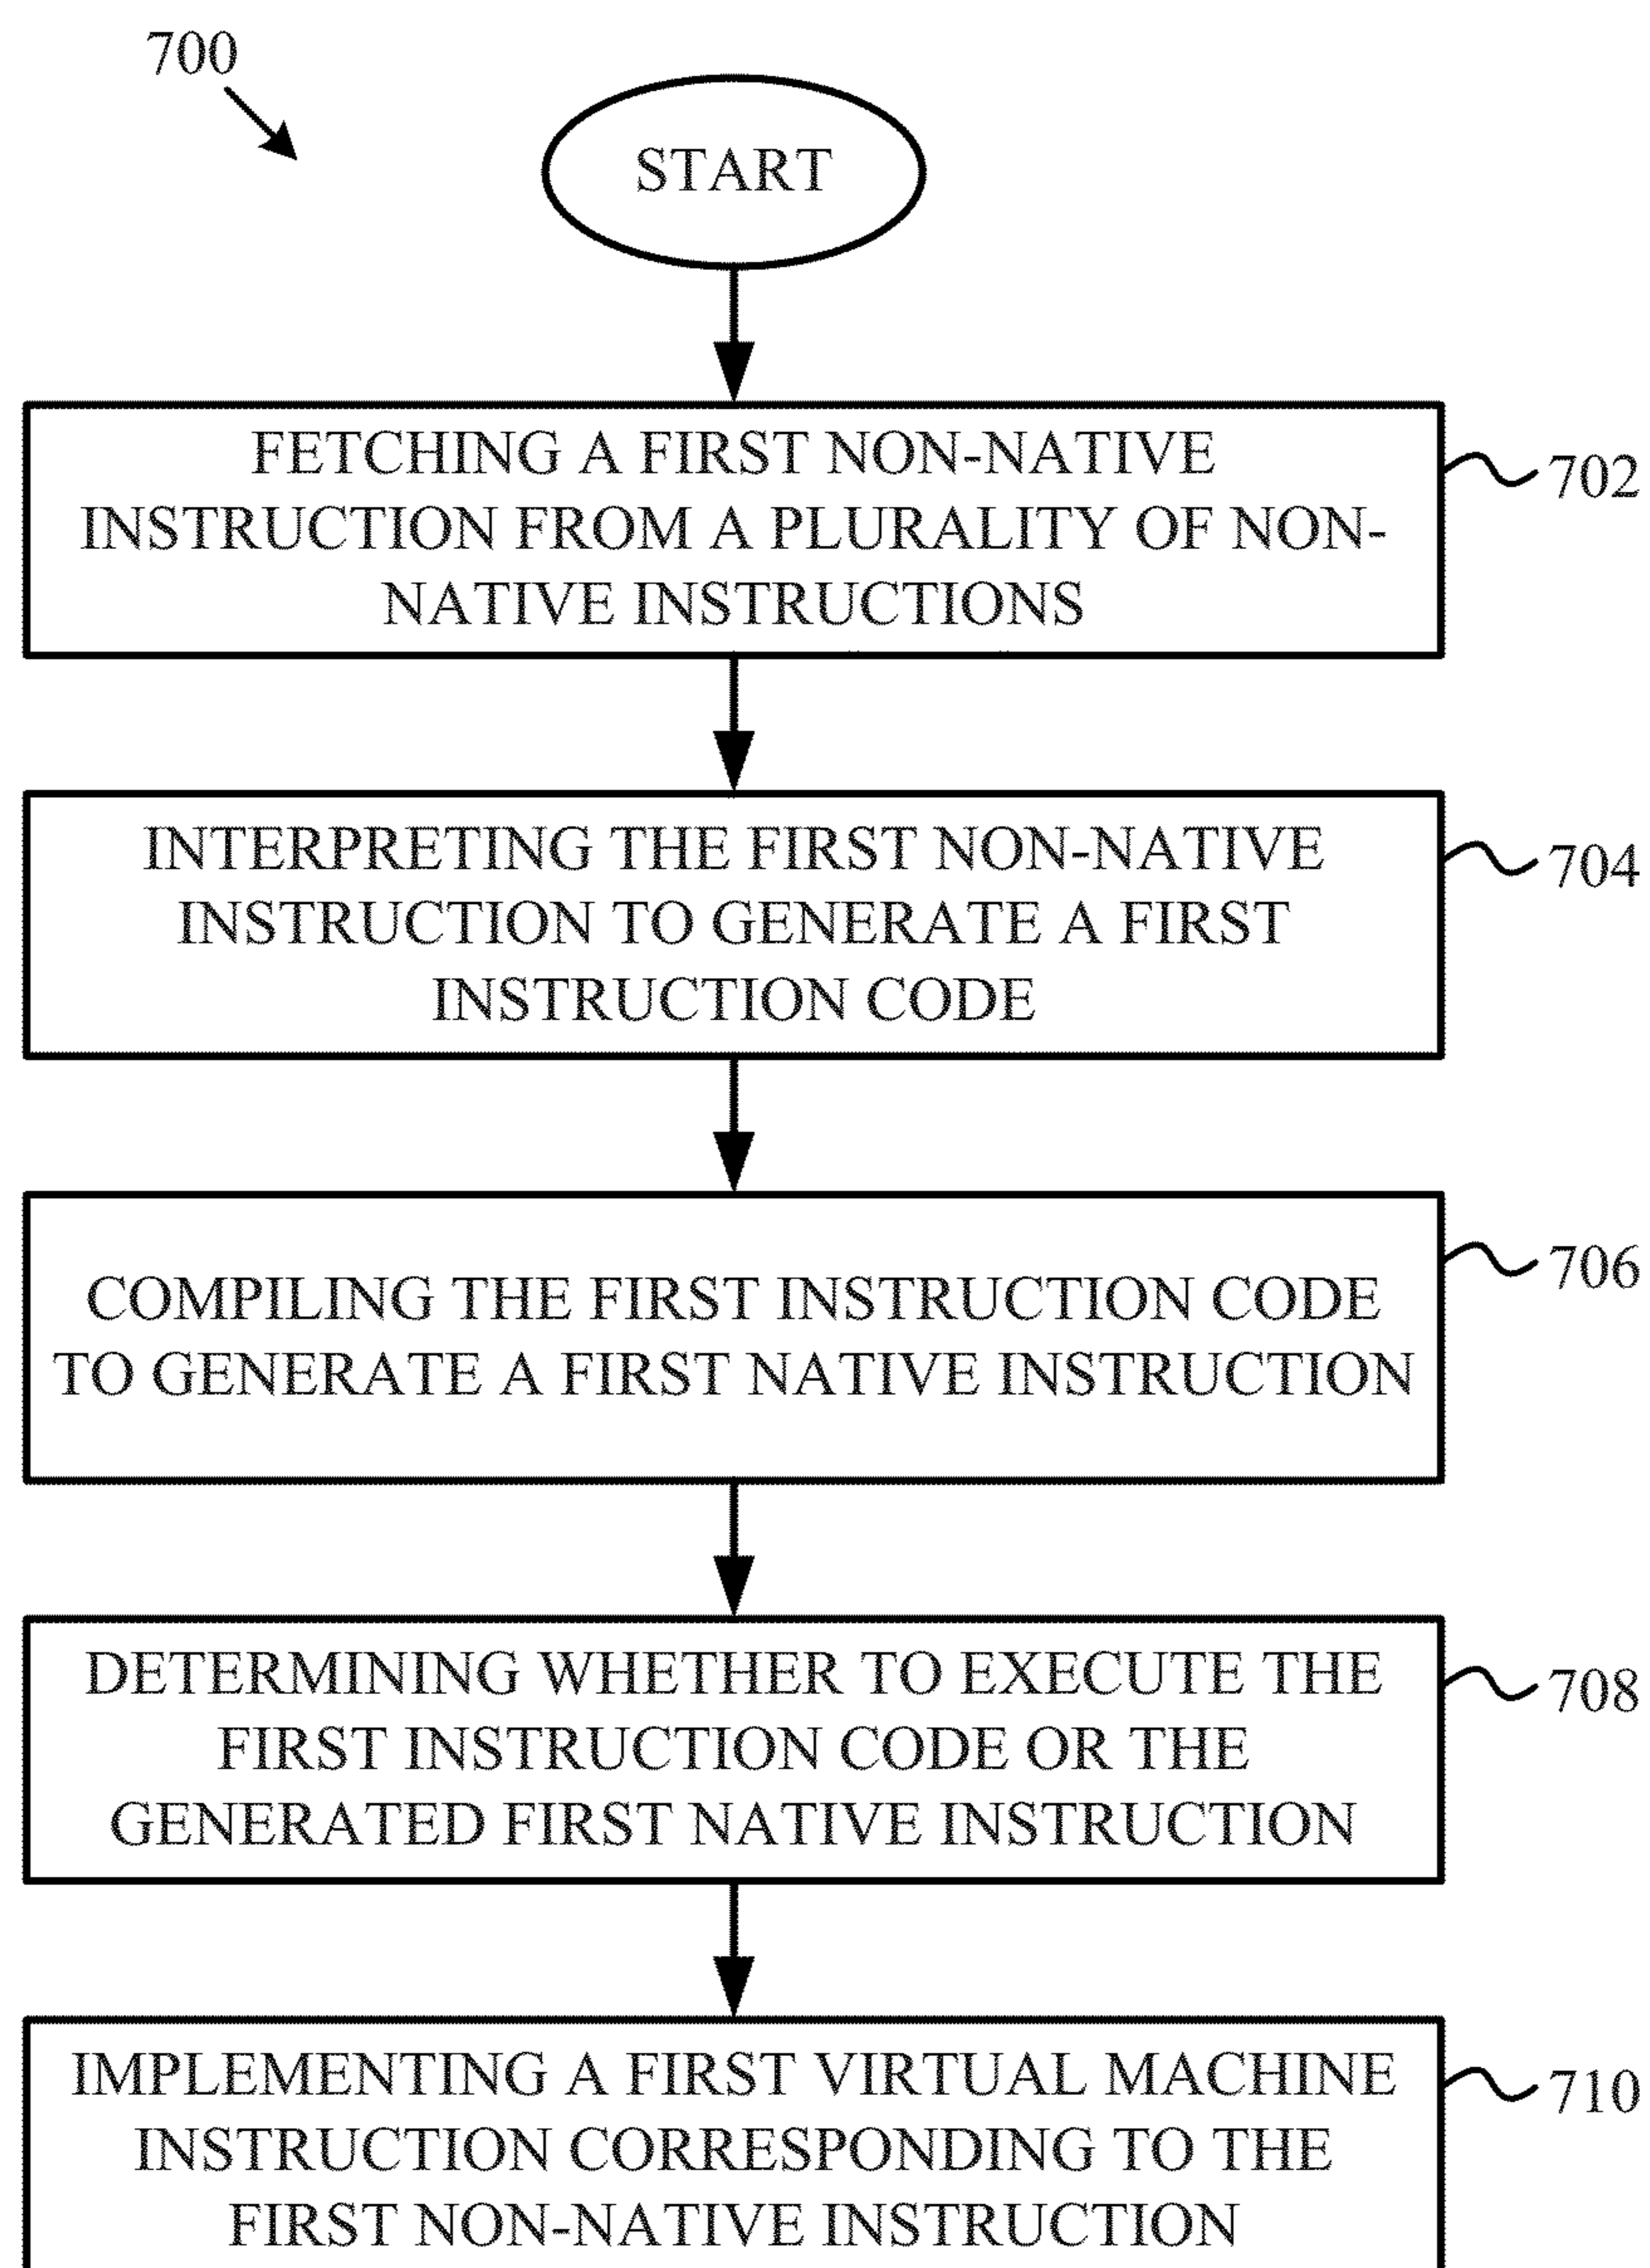 700
START
FETCHING A FIRST NON-NATIVE
INSTRUCTION FROM A PLURALITY OF NON-
NATIVE INSTRUCTIONS
702
INTERPRETING THE FIRST NON-NATIVE
INSTRUCTION TO GENERATE A FIRST
INSTRUCTION CODE
704
COMPILING THE FIRST INSTRUCTION CODE
TO GENERATE A FIRST NATIVE INSTRUCTION
706
DETERMINING WHETHER TO EXECUTE THE
FIRST INSTRUCTION CODE OR THE
GENERATED FIRST NATIVE INSTRUCTION
708
IMPLEMENTING A FIRST VIRTUAL MACHINE
INSTRUCTION CORRESPONDING TO THE
FIRST NON-NATIVE INSTRUCTION
710